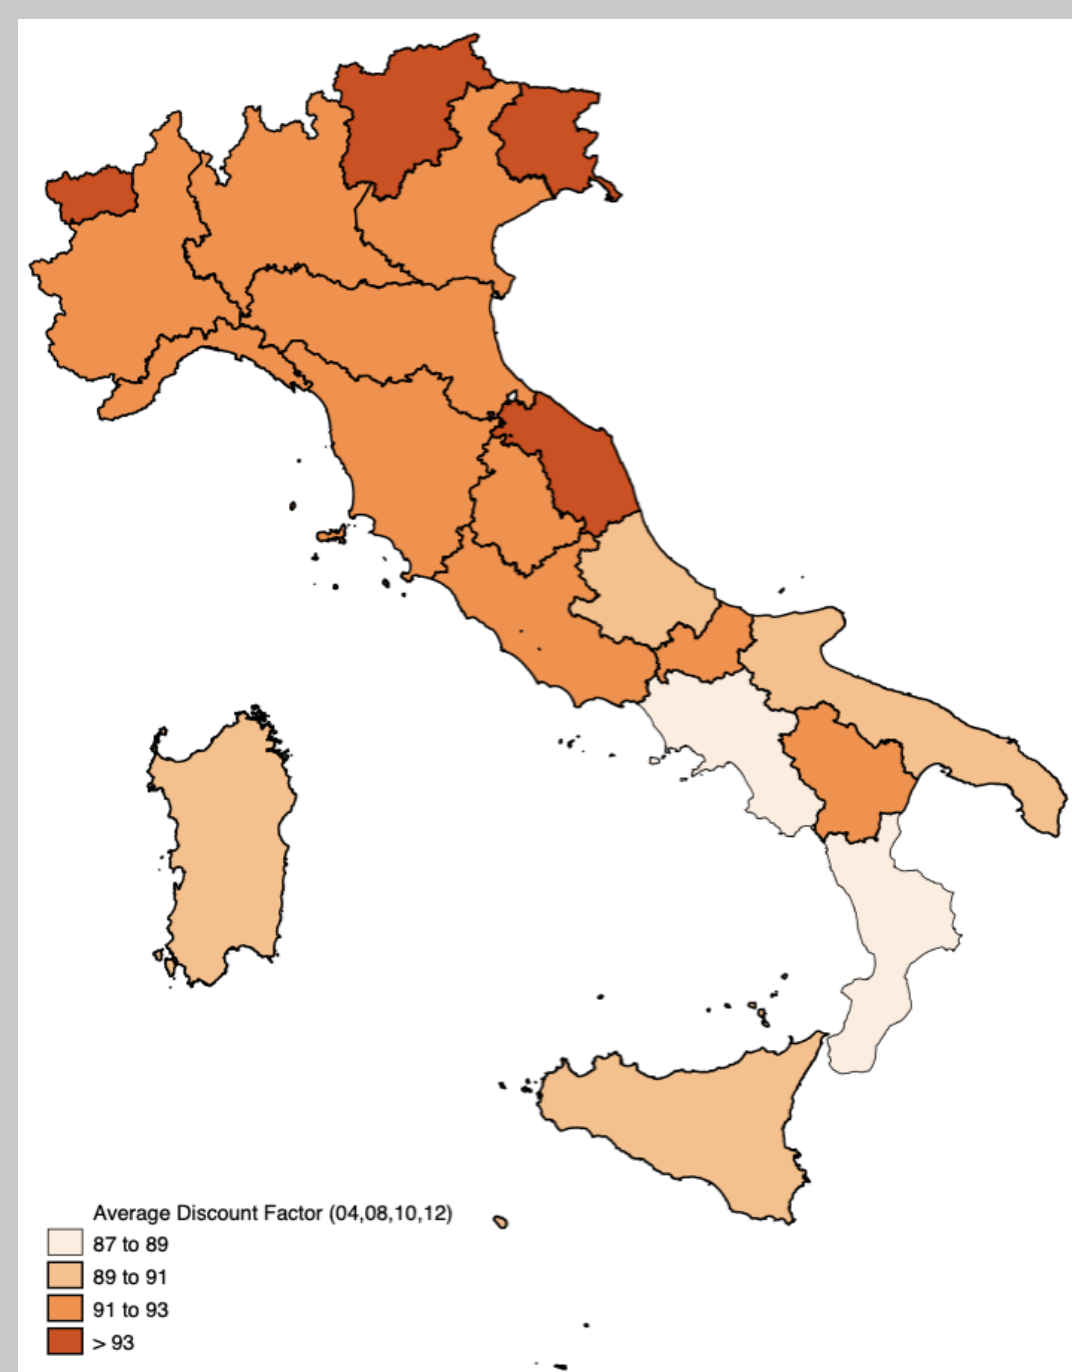 Average Discount Factor (04,08,10,12)
87 to 89
89 to 91
91 to 93
> 93